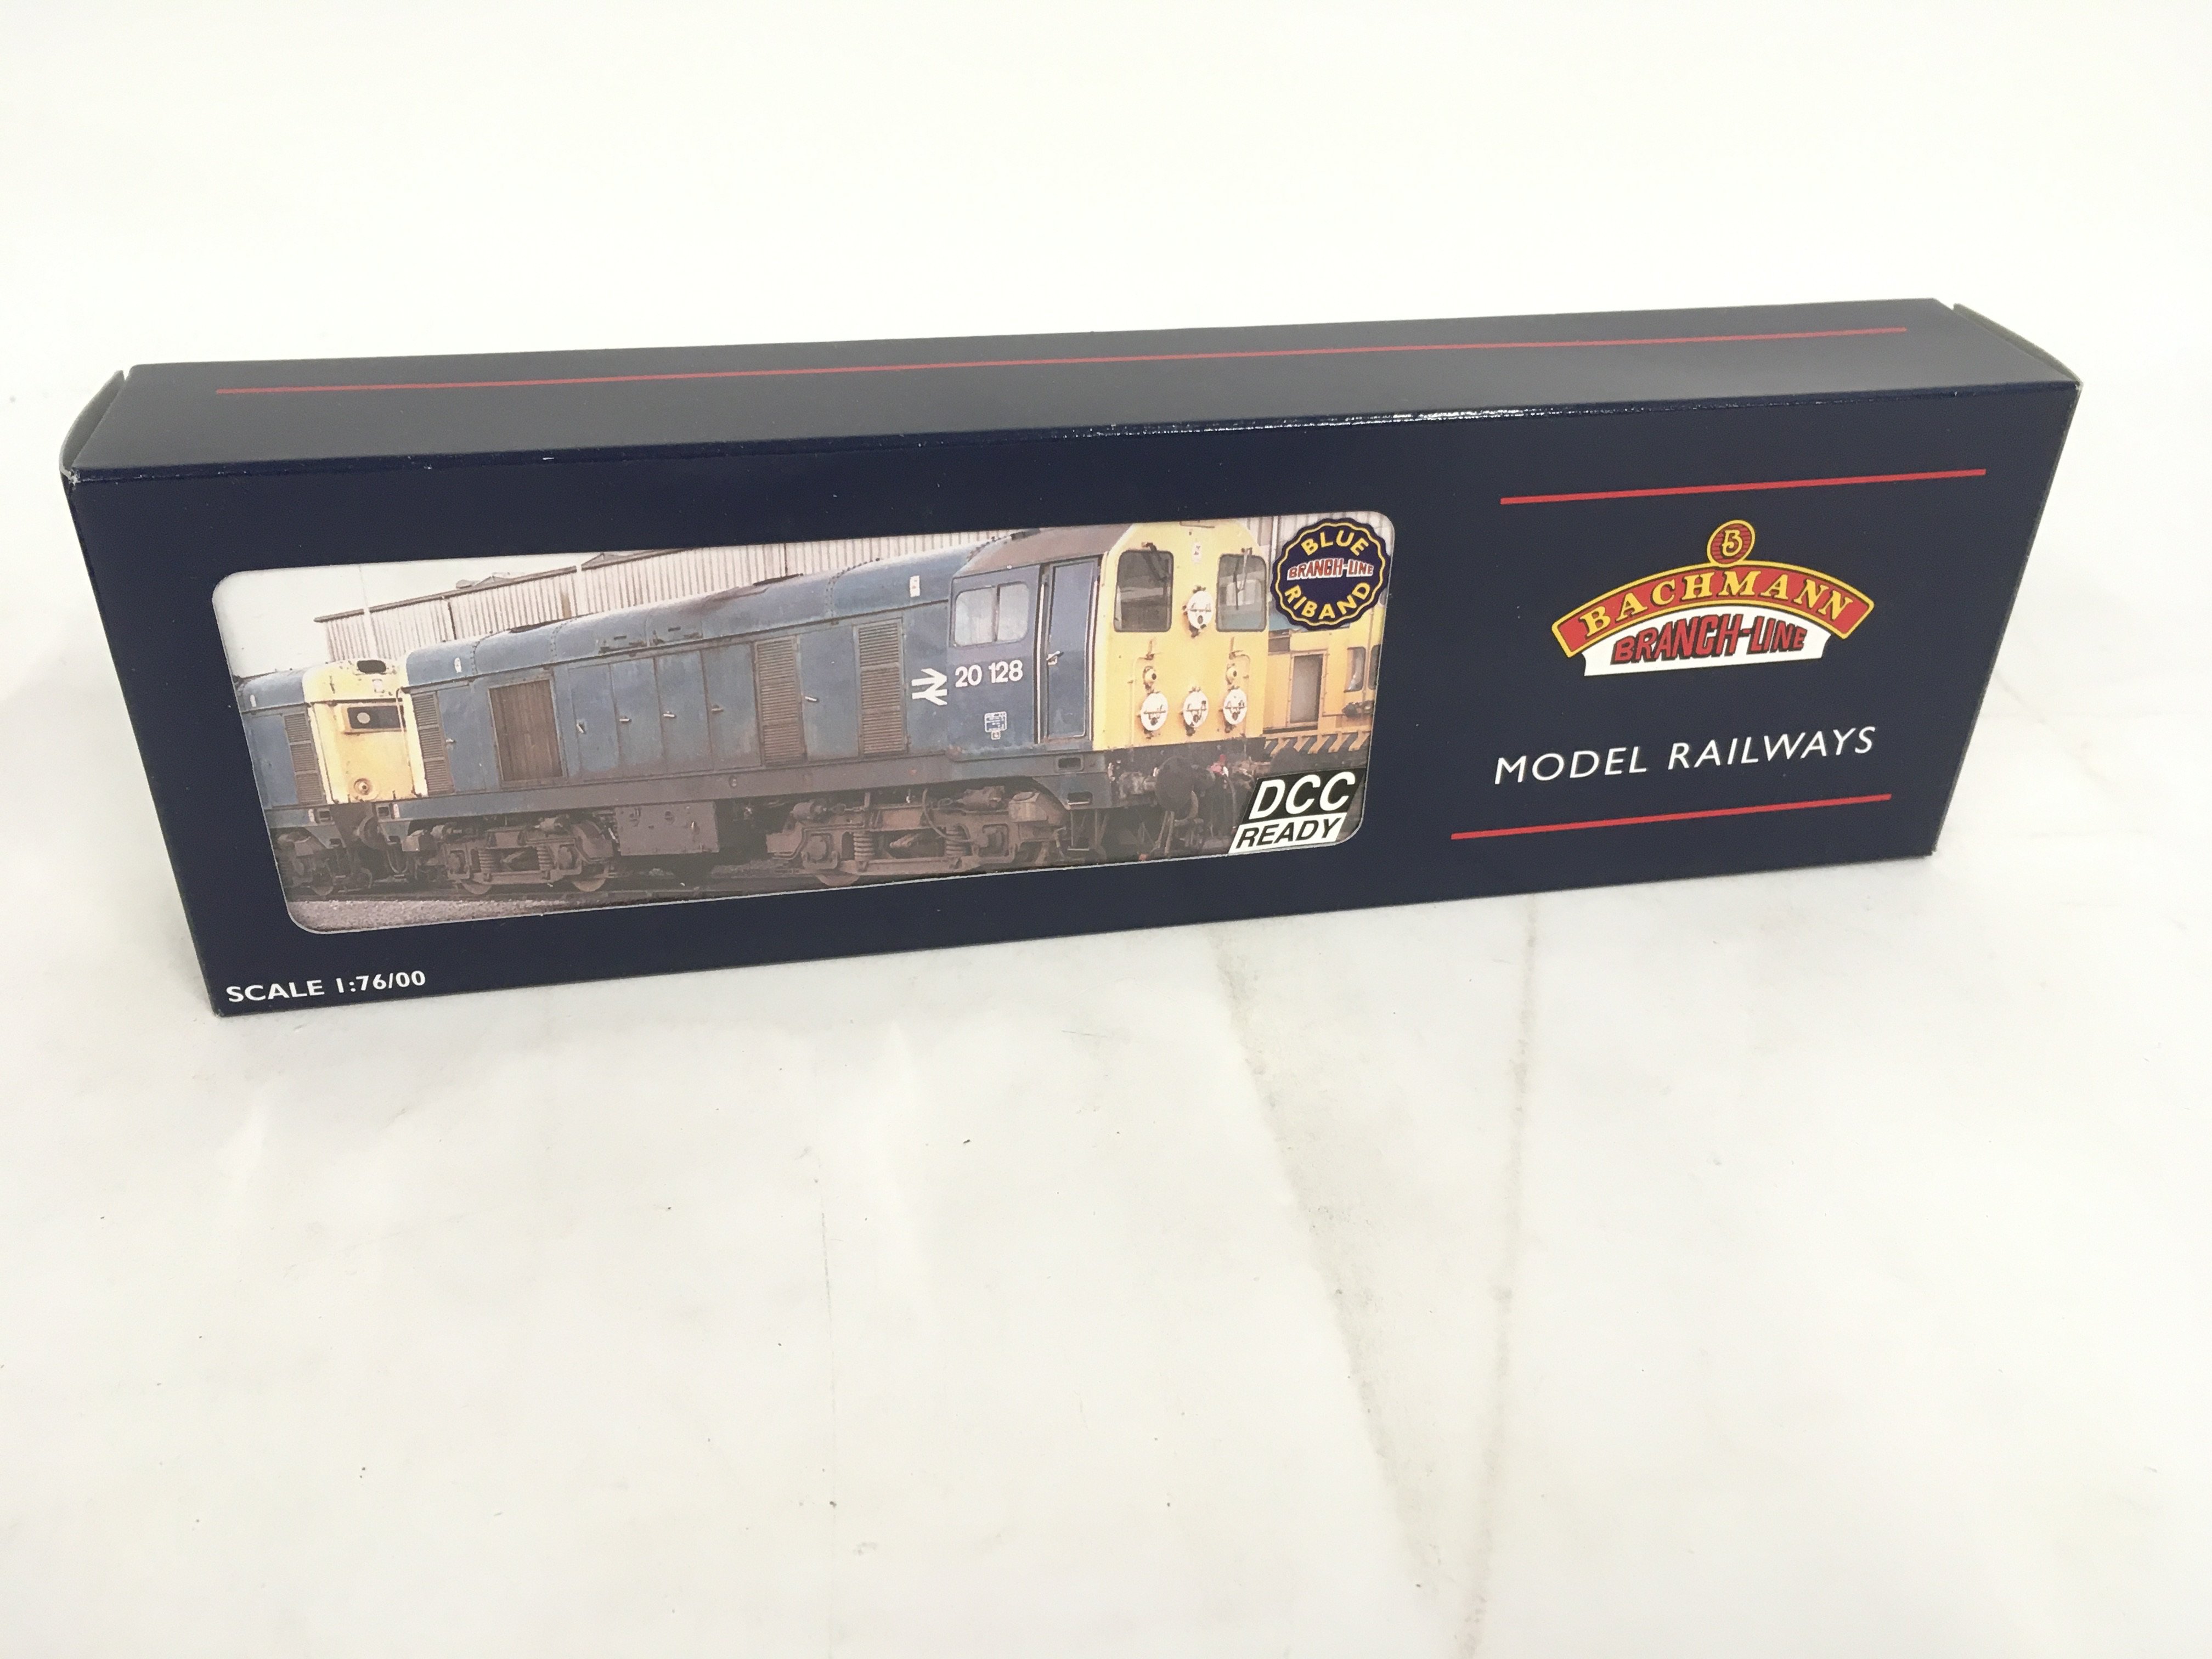 BLUE
BRANCH-LINE
RIBAND
20 128
DCC
READY
B
BACHMANN
BRANCH-LINE
MODEL RAILWAYS
SCALE 1:76/00